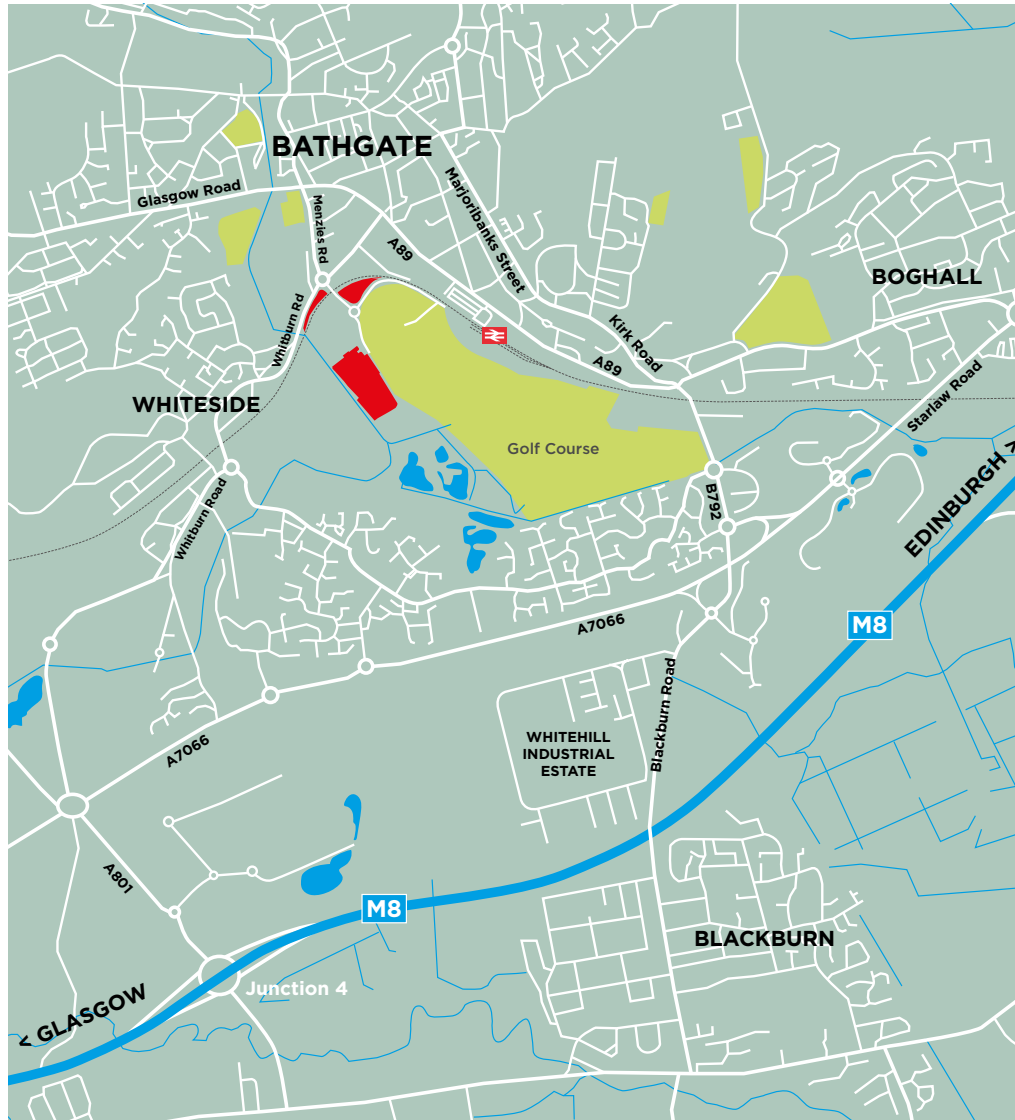 BATHGATE
Glasgow Road
Menzies Rd
Marjoribanks Street
A89
BOGHALL
Whitburn Rd
Kirk Road
A89
WHITESIDE
Starlaw Road
Golf Course
EDINBURGH >
B792
Whitburn Road
M8
A7066
Blackburn Road
WHITEHILL
INDUSTRIAL
ESTATE
A7066
A801
M8
BLACKBURN
Junction 4
< GLASGOW